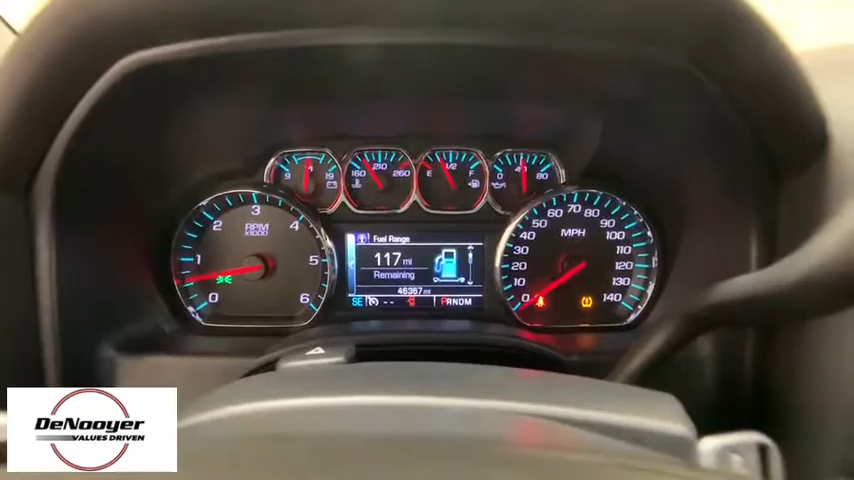 9 19
160 210 260
E 1/2 F
0 40 80
0 1 2 3 4 5 6
RPM
X1000
Fuel Range
117 mi
Remaining
46367 mi
SE -- PRNDM
0 10 20 30 40 50 60 70 80 90 100 110 120 130 140
MPH
DeNooyer
VALUES DRIVEN